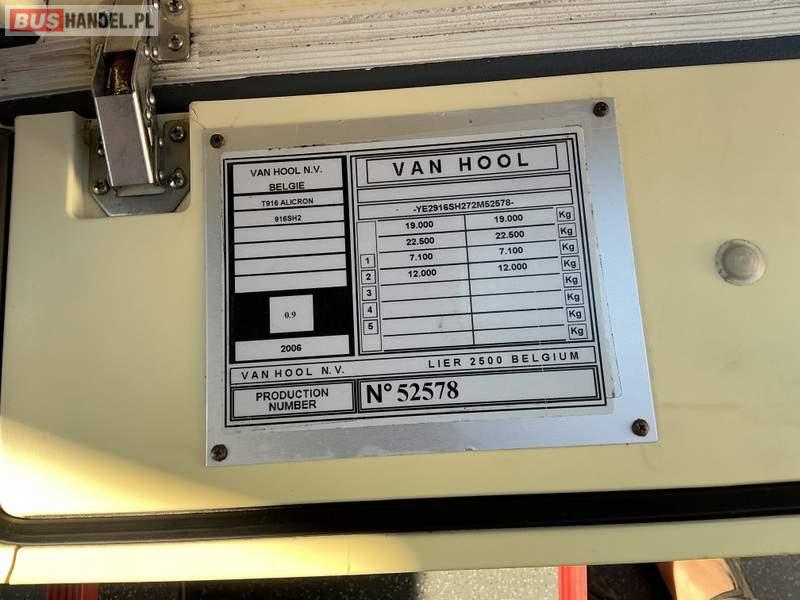 BUSHANDEL.PL
VAN HOOL N.V.
BELGIE
T916 ALICRON
916SH2
0.9
2006
VAN HOOL
-YE2916SH272M52578-
19.000 19.000 Kg
22.500 22.500 Kg
1 7.100 7.100 Kg
2 12.000 12.000 Kg
3 Kg
4 Kg
5 Kg
Kg
VAN HOOL N.V. LIER 2500 BELGIUM
PRODUCTION
NUMBER
N° 52578